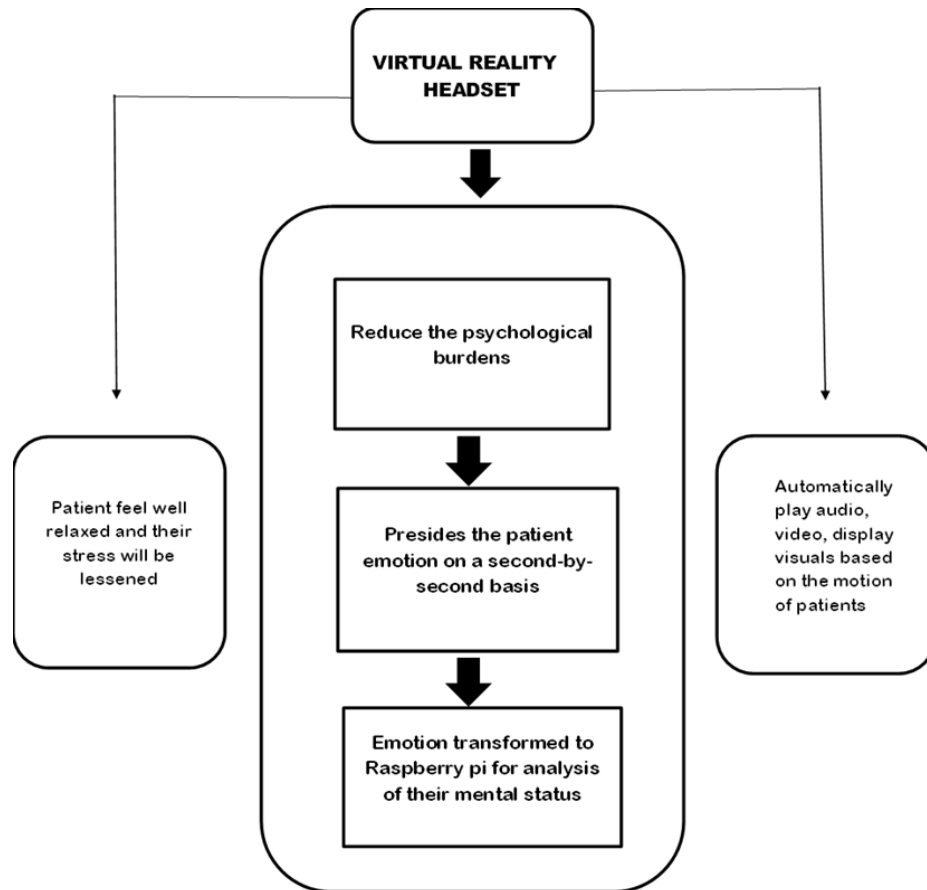 VIRTUAL REALITY
HEADSET
Reduce the psychological
burdens
Patient feel well
relaxed and their
stress will be
lessened
Presides the patient
emotion on a second-by-
second basis
Automatically
play audio,
video, display
visuals based
on the motion
of patients
Emotion transformed to
Raspberry pi for analysis
of their mental status